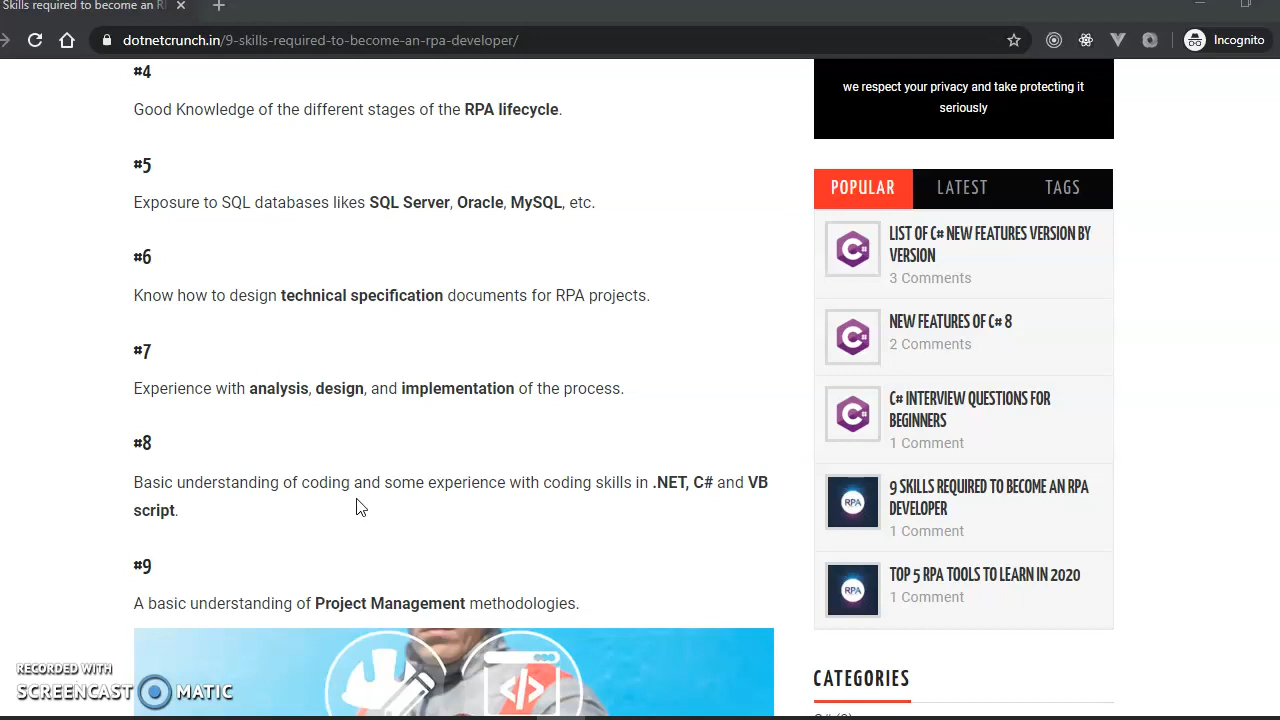 Skills required to become an R
dotnetcrunch.in/9-skills-required-to-become-an-rpa-developer/
Incognito
#4
Good Knowledge of the different stages of the RPA lifecycle.
#5
Exposure to SQL databases likes SQL Server, Oracle, MySQL, etc.
#6
Know how to design technical specification documents for RPA projects.
#7
Experience with analysis, design, and implementation of the process.
#8
Basic understanding of coding and some experience with coding skills in .NET, C# and VB
script.
#9
A basic understanding of Project Management methodologies.
RECORDED WITH
SCREENCAST MATIC
we respect your privacy and take protecting it
seriously
POPULAR LATEST TAGS
LIST OF C# NEW FEATURES VERSION BY
VERSION
3 Comments
NEW FEATURES OF C# 8
2 Comments
C# INTERVIEW QUESTIONS FOR
BEGINNERS
1 Comment
9 SKILLS REQUIRED TO BECOME AN RPA
DEVELOPER
1 Comment
RPA
TOP 5 RPA TOOLS TO LEARN IN 2020
1 Comment
RPA
CATEGORIES